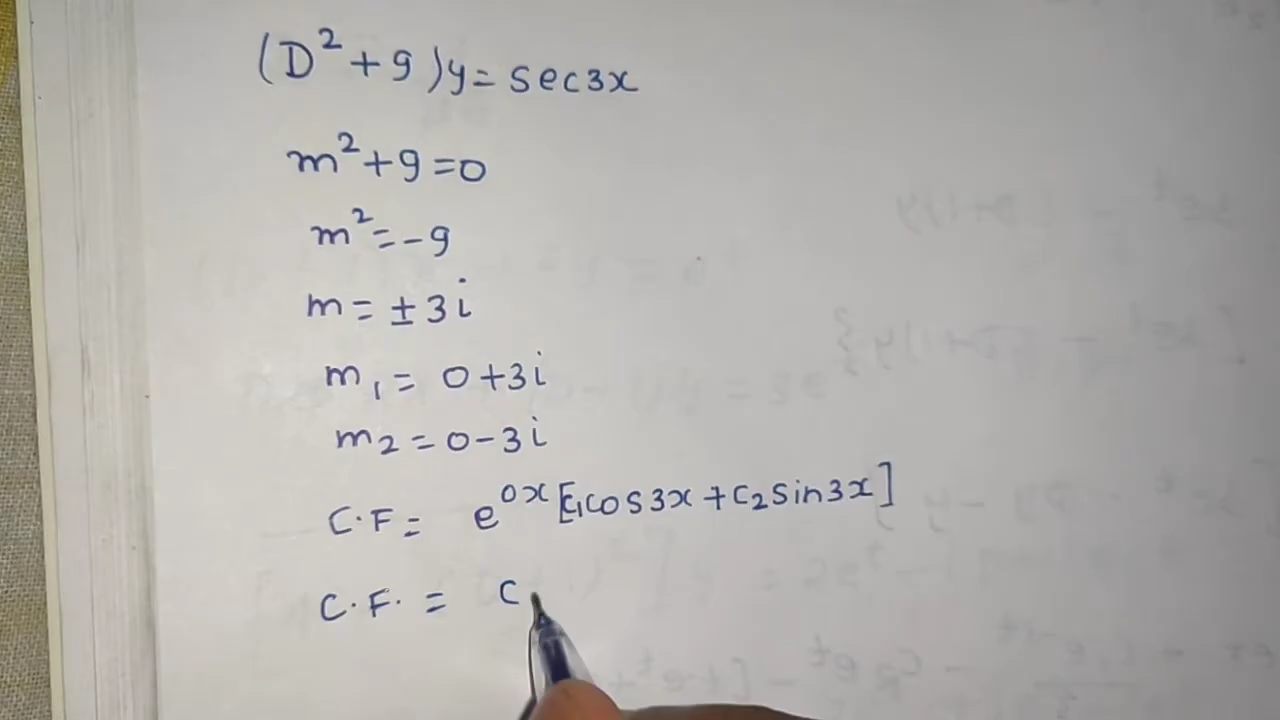 (D²+9)y=sec3x
m²+9=0
m²=-9
m=±3i
m₁=0+3i
m₂=0-3i
C.F=e^0x[c₁cos3x+c₂sin3x]
C.F.=C